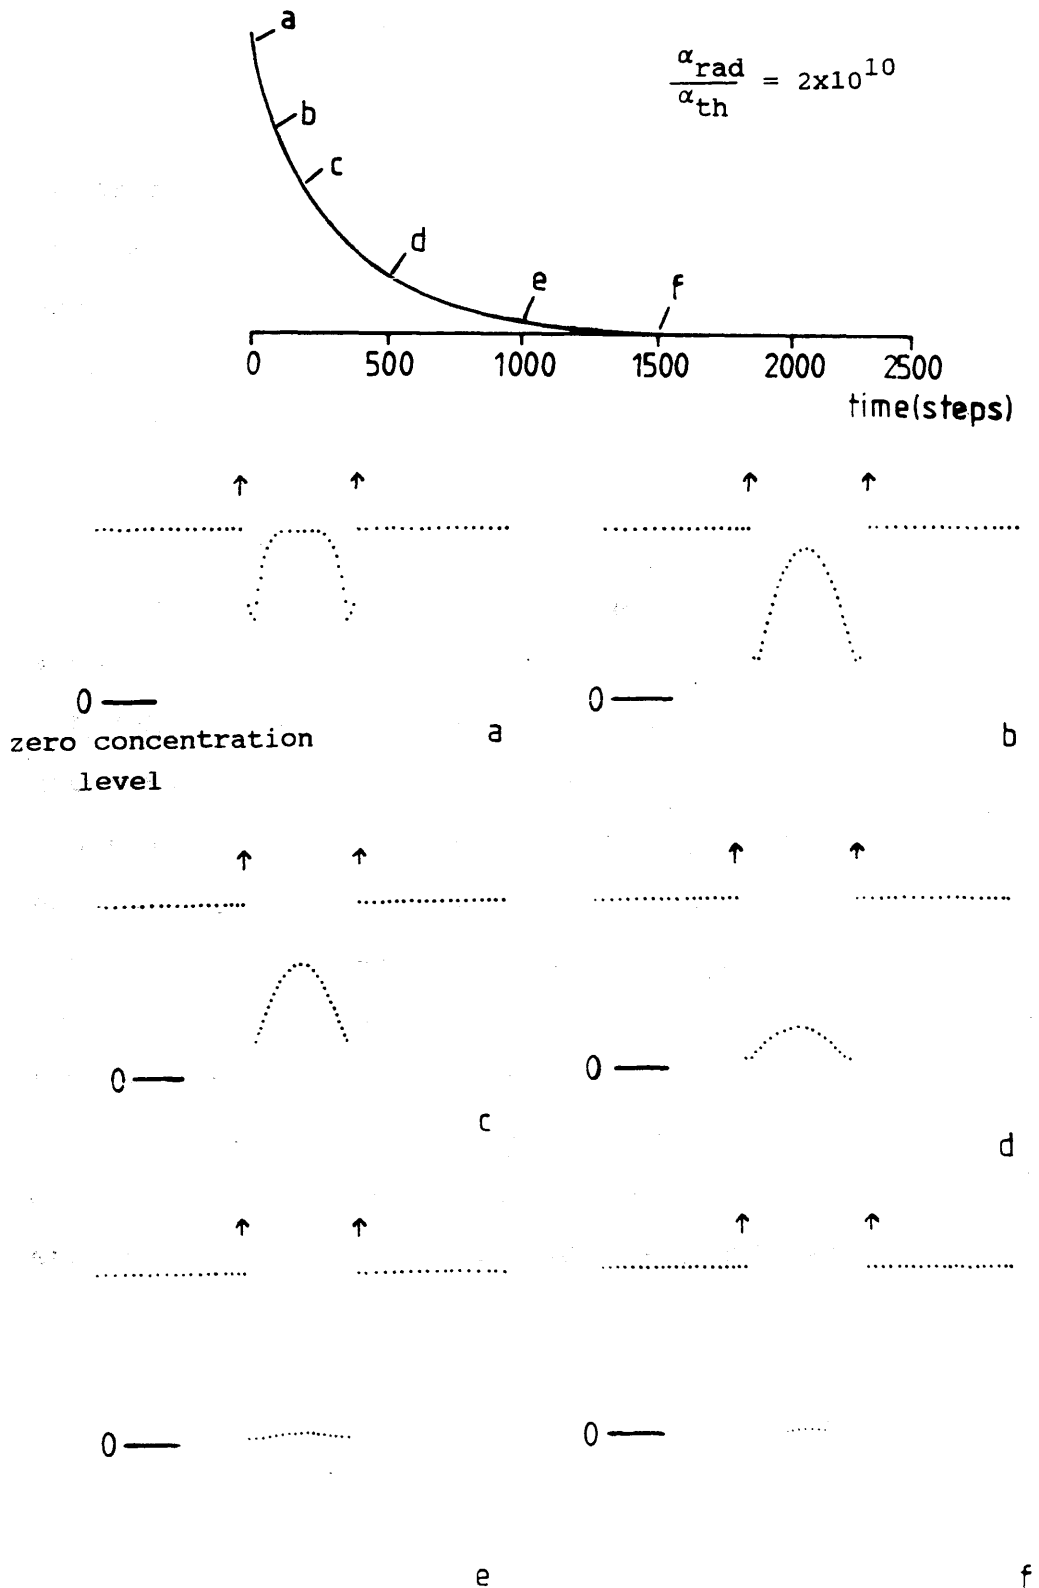 a
α_rad / α_th = 2x10^10
b
c
d
e
f
0 500 1000 1500 2000 2500
time(steps)
↑ ↑ ↑ ↑
0 0
zero concentration
level
a b
↑ ↑ ↑ ↑
0 0
c
d
↑ ↑ ↑ ↑
0 0
e f